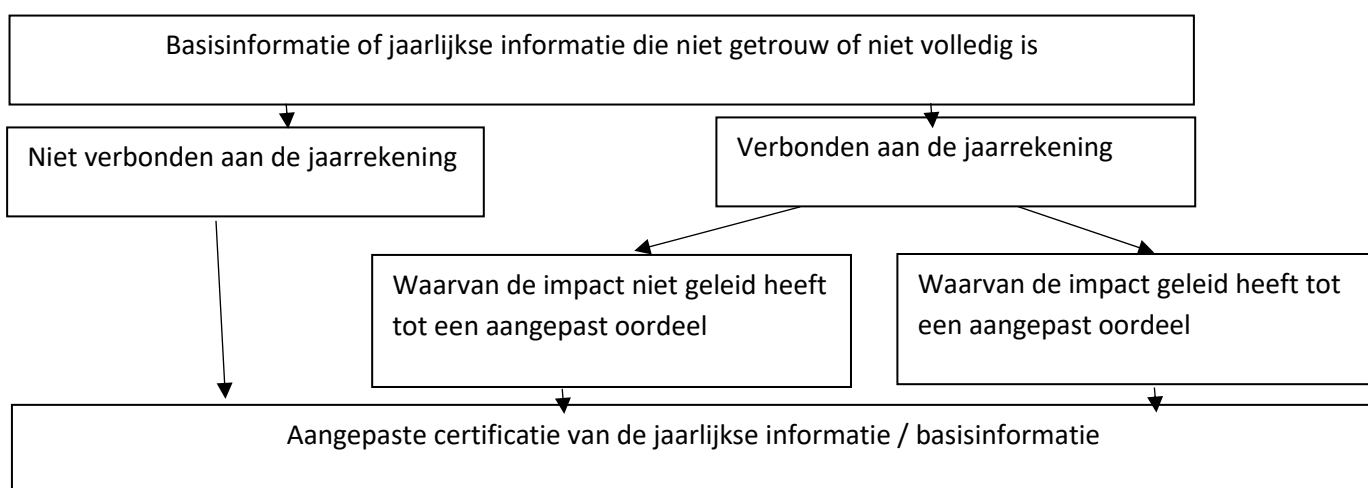 Basisinformatie of jaarlijkse informatie die niet getrouw of niet volledig is
Niet verbonden aan de jaarrekening
Verbonden aan de jaarrekening
Waarvan de impact niet geleid heeft
tot een aangepast oordeel
Waarvan de impact geleid heeft tot
een aangepast oordeel
Aangepaste certificatie van de jaarlijkse informatie / basisinformatie